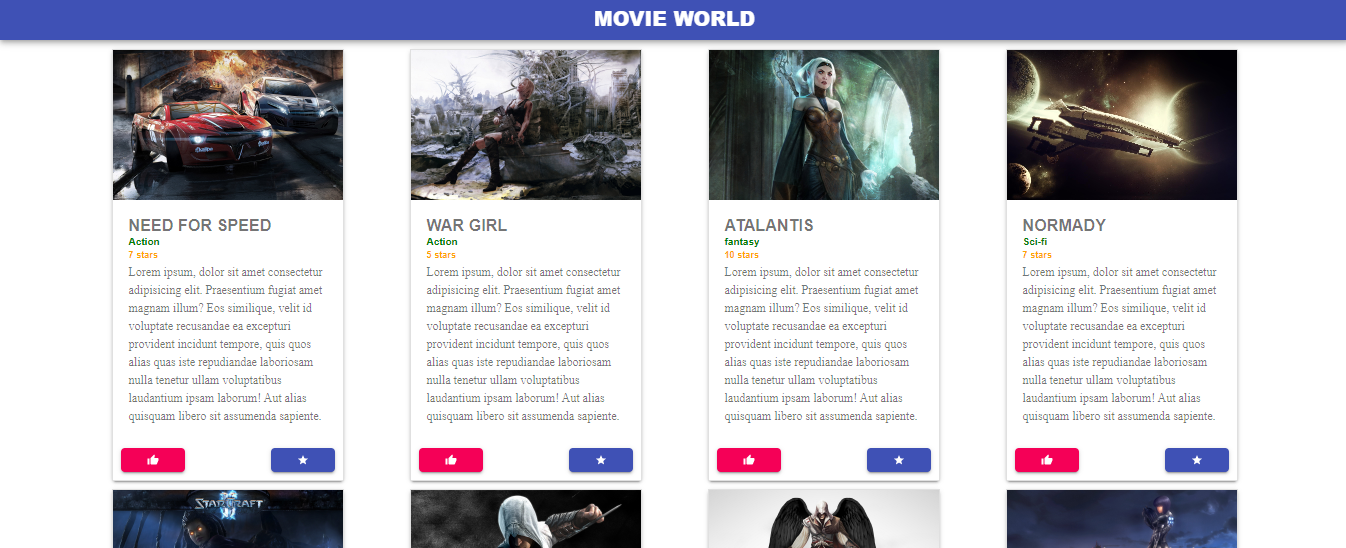 MOVIE WORLD
NEED FOR SPEED
Action
7 stars
Lorem ipsum, dolor sit amet consectetur
adipisicing elit. Praesentium fugiat amet
magnam illum? Eos similique, velit id
voluptate recusandae ea excepturi
provident incidunt tempore, quis quos
alias quas iste repudiandae laboriosam
nulla tenetur ullam voluptatibus
laudantium ipsam laborum! Aut alias
quisquam libero sit assumenda sapiente.
WAR GIRL
Action
5 stars
Lorem ipsum, dolor sit amet consectetur
adipisicing elit. Praesentium fugiat amet
magnam illum? Eos similique, velit id
voluptate recusandae ea excepturi
provident incidunt tempore, quis quos
alias quas iste repudiandae laboriosam
nulla tenetur ullam voluptatibus
laudantium ipsam laborum! Aut alias
quisquam libero sit assumenda sapiente.
ATALANTIS
fantasy
10 stars
Lorem ipsum, dolor sit amet consectetur
adipisicing elit. Praesentium fugiat amet
magnam illum? Eos similique, velit id
voluptate recusandae ea excepturi
provident incidunt tempore, quis quos
alias quas iste repudiandae laboriosam
nulla tenetur ullam voluptatibus
laudantium ipsam laborum! Aut alias
quisquam libero sit assumenda sapiente.
NORMADY
Sci-fi
7 stars
Lorem ipsum, dolor sit amet consectetur
adipisicing elit. Praesentium fugiat amet
magnam illum? Eos similique, velit id
voluptate recusandae ea excepturi
provident incidunt tempore, quis quos
alias quas iste repudiandae laboriosam
nulla tenetur ullam voluptatibus
laudantium ipsam laborum! Aut alias
quisquam libero sit assumenda sapiente.
STARCRAFT